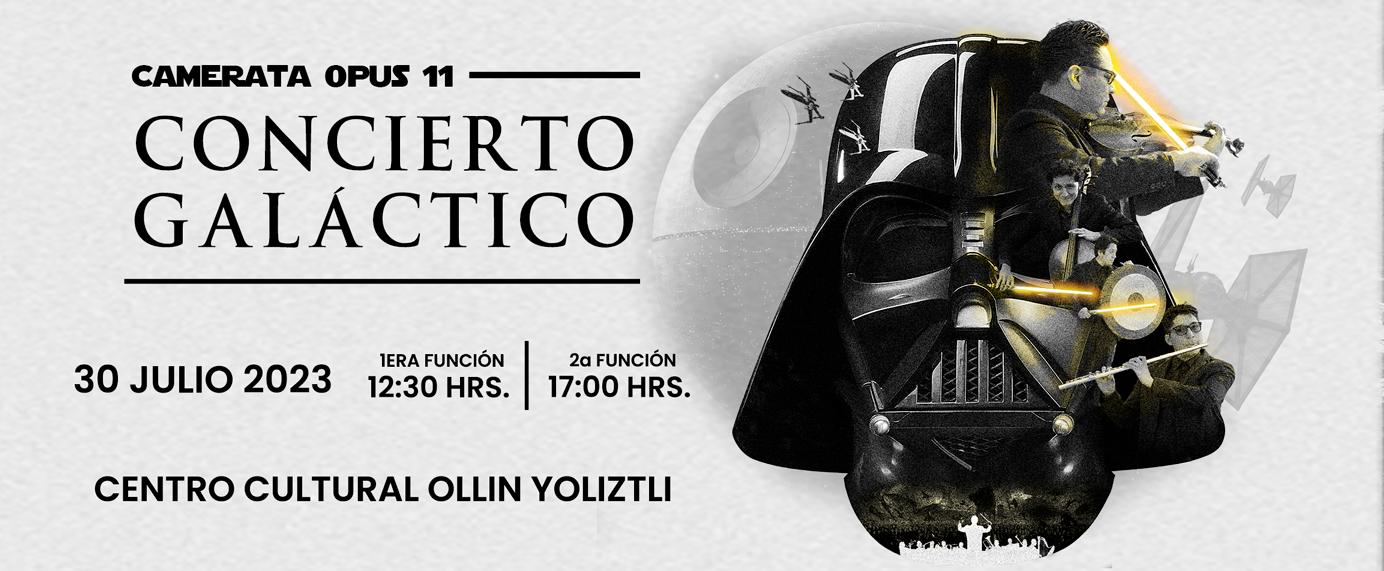 CAMERATA OPUS 11
CONCIERTO
GALÁCTICO
30 JULIO 2023
1ERA FUNCIÓN
12:30 HRS.
2a FUNCIÓN
17:00 HRS.
CENTRO CULTURAL OLLIN YOLIZTLI